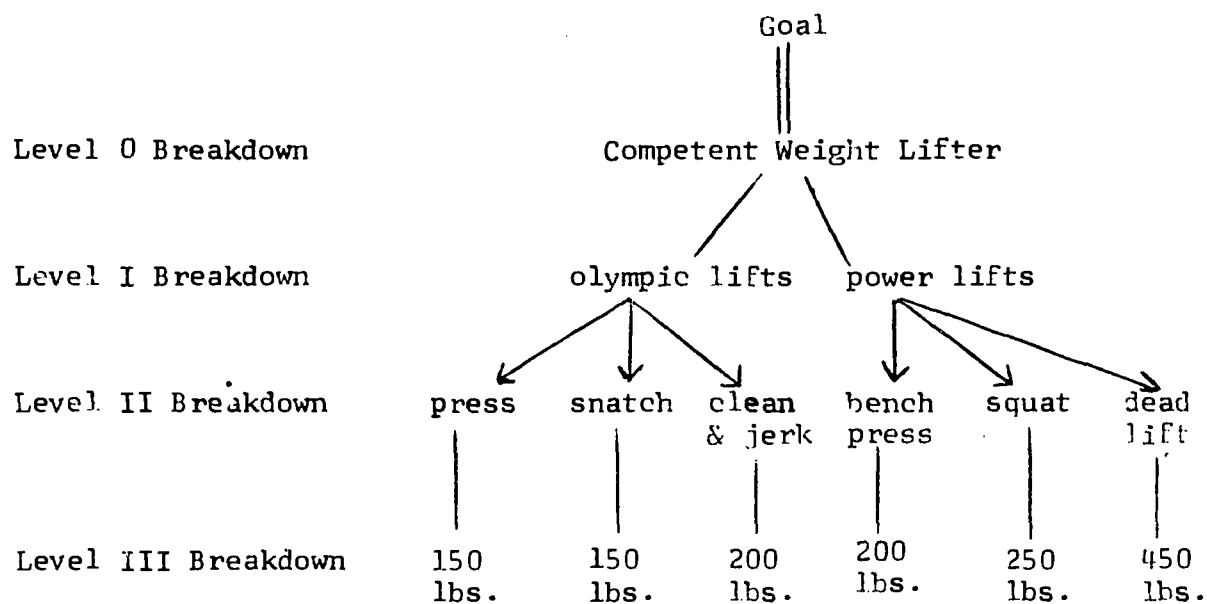 Goal
Level 0 Breakdown Competent Weight Lifter
Level I Breakdown olympic lifts power lifts
Level II Breakdown press snatch clean bench squat dead
& jerk press lift
Level III Breakdown 150 150 200 200 250 450
lbs. lbs. lbs. lbs. lbs. lbs.